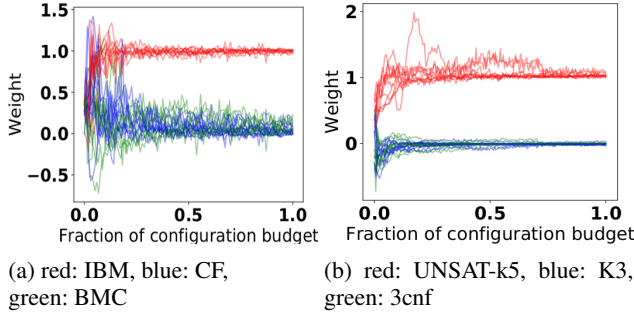 1.5
1.0
0.5
0.0
−0.5
Weight
0.0 0.5 1.0
Fraction of configuration budget
2
1
0
Weight
0.0 0.5 1.0
Fraction of configuration budget
(a) red: IBM, blue: CF,
green: BMC
(b) red: UNSAT-k5, blue: K3,
green: 3cnf